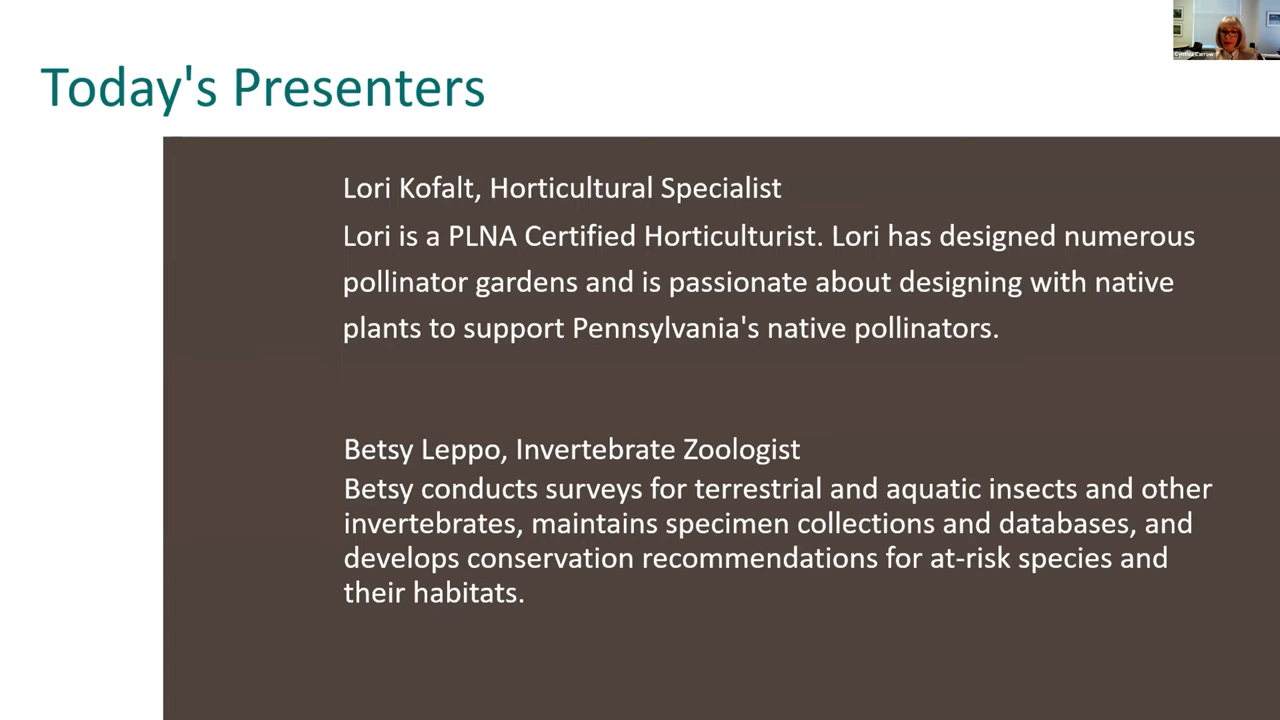 Today's Presenters
Cynthia Carrow
Lori Kofalt, Horticultural Specialist
Lori is a PLNA Certified Horticulturist. Lori has designed numerous
pollinator gardens and is passionate about designing with native
plants to support Pennsylvania's native pollinators.
Betsy Leppo, Invertebrate Zoologist
Betsy conducts surveys for terrestrial and aquatic insects and other
invertebrates, maintains specimen collections and databases, and
develops conservation recommendations for at-risk species and
their habitats.